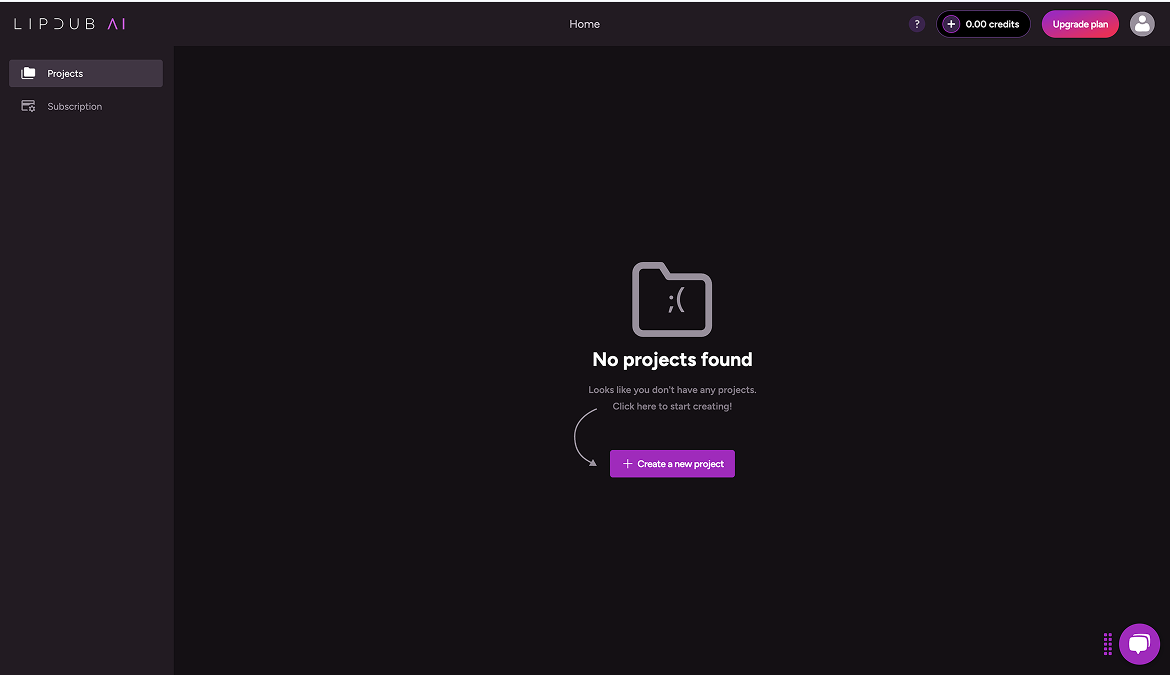 LIPDUB AI
Home
?
0.00 credits
Upgrade plan
Projects
Subscription
;(
No projects found
Looks like you don't have any projects.
Click here to start creating!
+ Create a new project